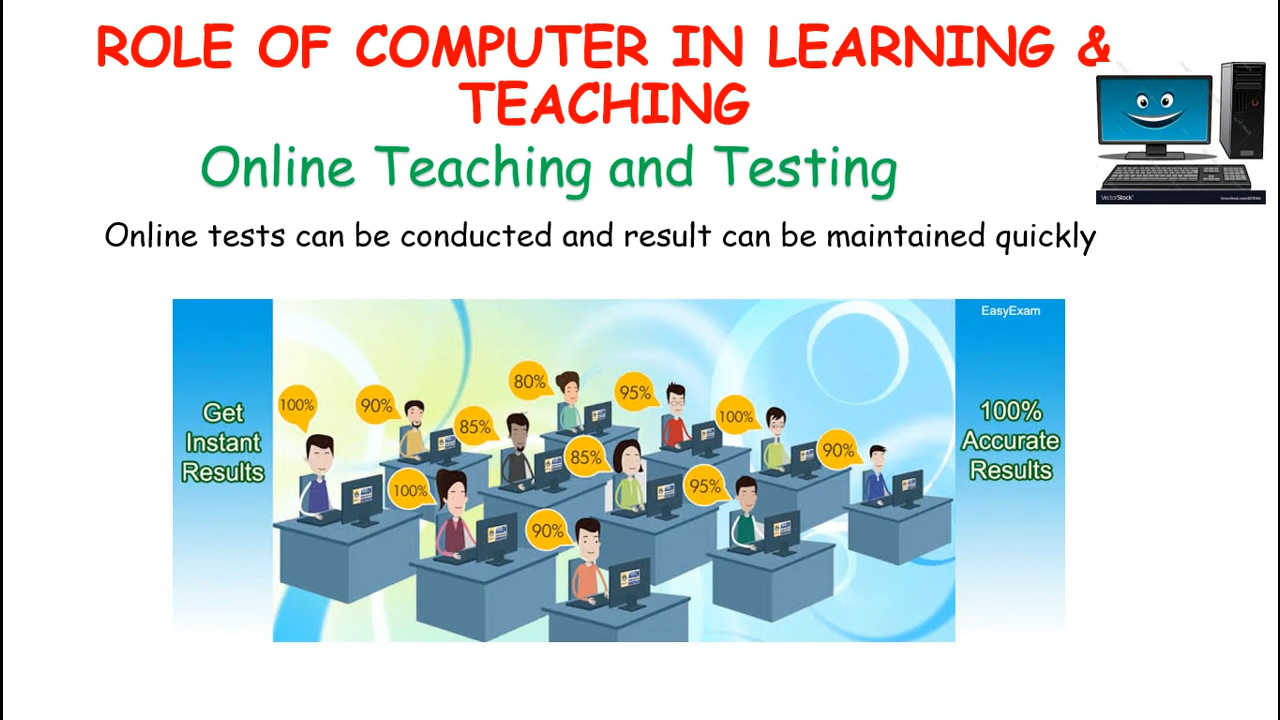 ROLE OF COMPUTER IN LEARNING &
TEACHING
Online Teaching and Testing
Online tests can be conducted and result can be maintained quickly
VectorStock
EasyExam
Get
Instant
Results
100%
90%
85%
80%
95%
100%
90%
85%
100%
95%
90%
100%
Accurate
Results